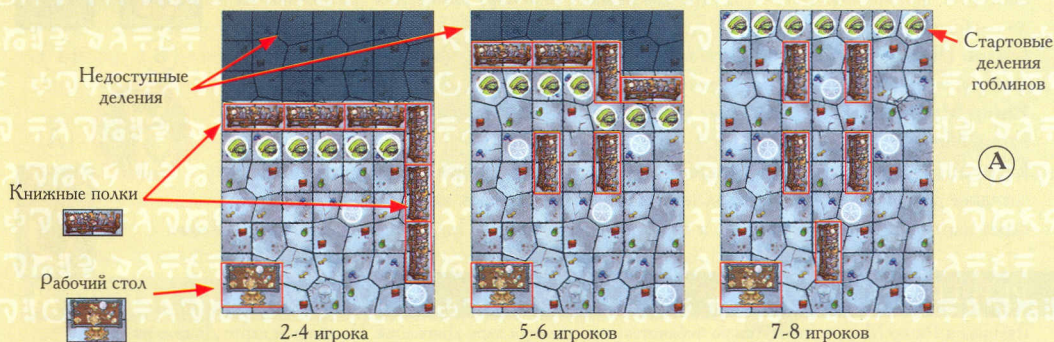 Недоступные
деления
Книжные полки
Рабочий стол
2-4 игрока
5-6 игроков
7-8 игроков
Стартовые
деления
гоблинов
А